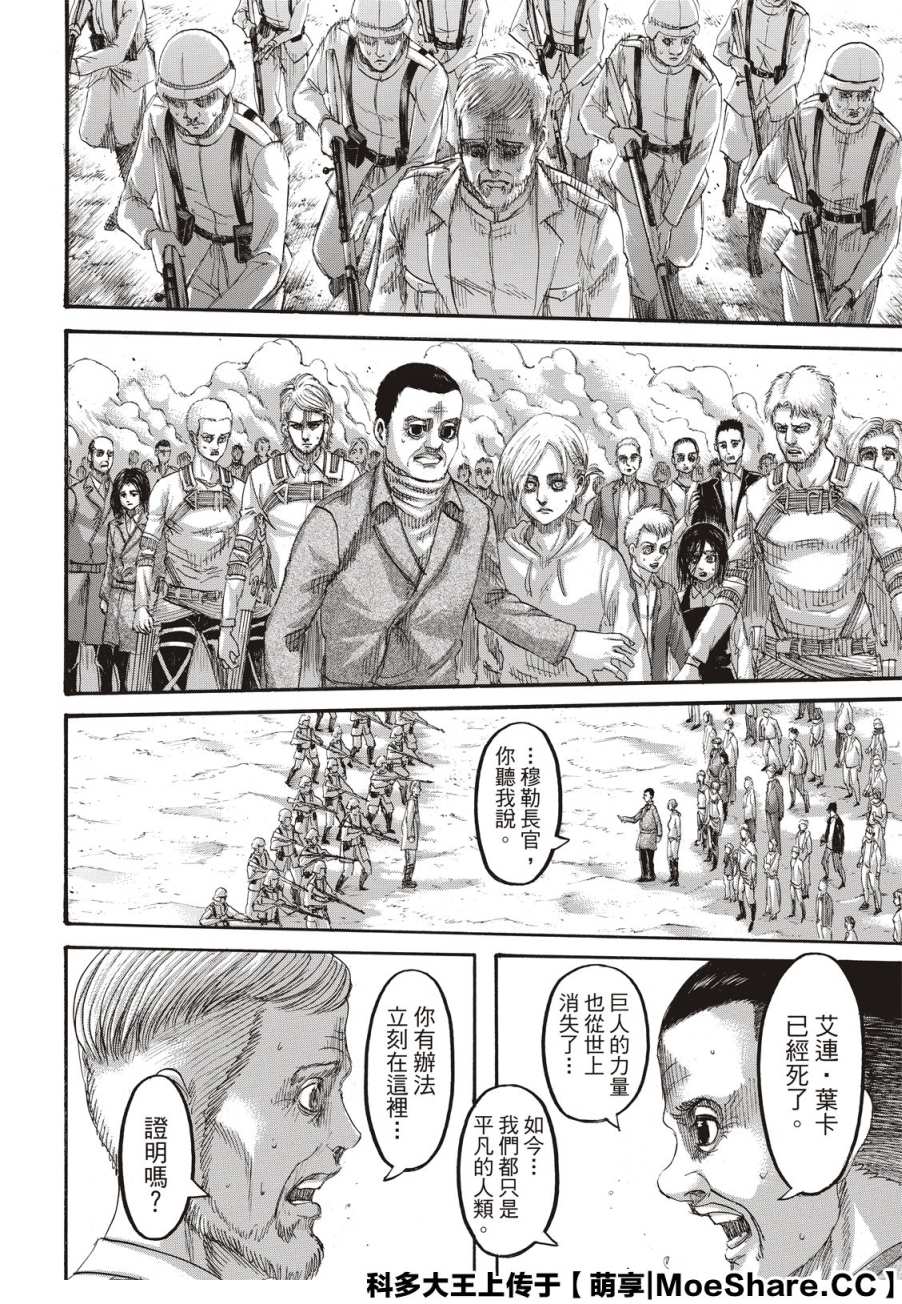 …穆勒長官，
你聽我說。
艾連·葉卡
已經死了。
巨人的力量
也從世上
消失了…
如今…
我們都只是
平凡的人類。
你有辦法
立刻在這裡…
證明嗎？
科多大王上传于【萌享|MoeShare.CC】